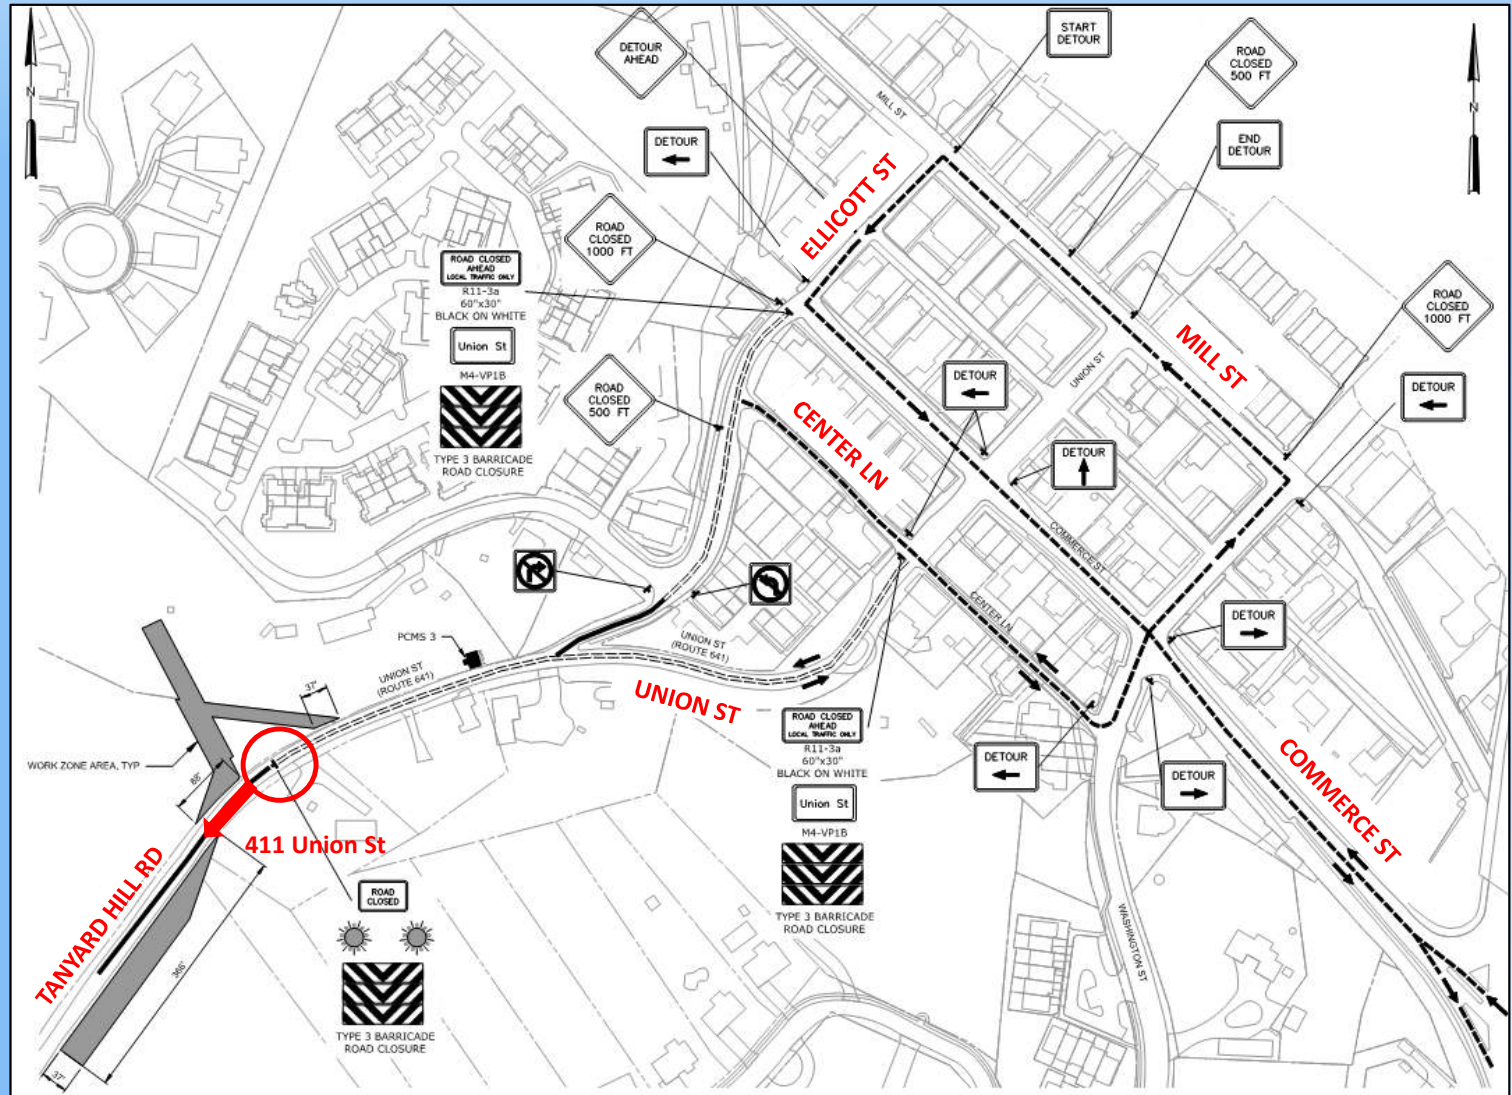 N
DETOUR
AHEAD
START
DETOUR
ROAD
CLOSED
500 FT
N
MILL ST
DETOUR
END
DETOUR
ELLICOTT ST
ROAD
CLOSED
1000 FT
ROAD CLOSED
AHEAD
LOCAL TRAFFIC ONLY
R11-3a
60"x30"
BLACK ON WHITE
Union St
M4-VP1B
TYPE 3 BARRICADE
ROAD CLOSURE
ROAD
CLOSED
500 FT
ROAD
CLOSED
1000 FT
MILL ST
UNION ST
DETOUR
DETOUR
CENTER LN
DETOUR
COMMERCE ST
CENTER LN
DETOUR
PCMS 3
UNION ST
(ROUTE 641)
UNION ST
(ROUTE 641)
UNION ST
37'
WORK ZONE AREA, TYP
88'
411 Union St
TANYARD HILL RD
366'
37'
ROAD
CLOSED
TYPE 3 BARRICADE
ROAD CLOSURE
ROAD CLOSED
AHEAD
LOCAL TRAFFIC ONLY
R11-3a
60"x30"
BLACK ON WHITE
Union St
M4-VP1B
TYPE 3 BARRICADE
ROAD CLOSURE
DETOUR
DETOUR
COMMERCE ST
WASHINGTON ST